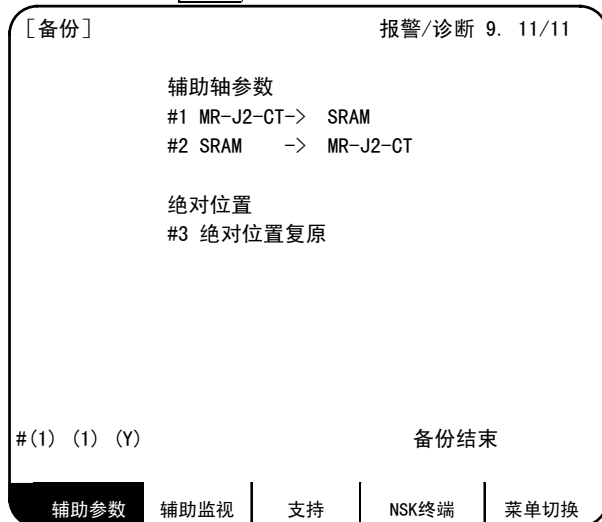 [备份] 报警/诊断 9. 11/11
辅助轴参数
#1 MR-J2-CT-> SRAM
#2 SRAM -> MR-J2-CT
绝对位置
#3 绝对位置复原
#(1) (1) (Y) 备份结束
辅助参数 辅助监视 支持 NSK终端 菜单切换